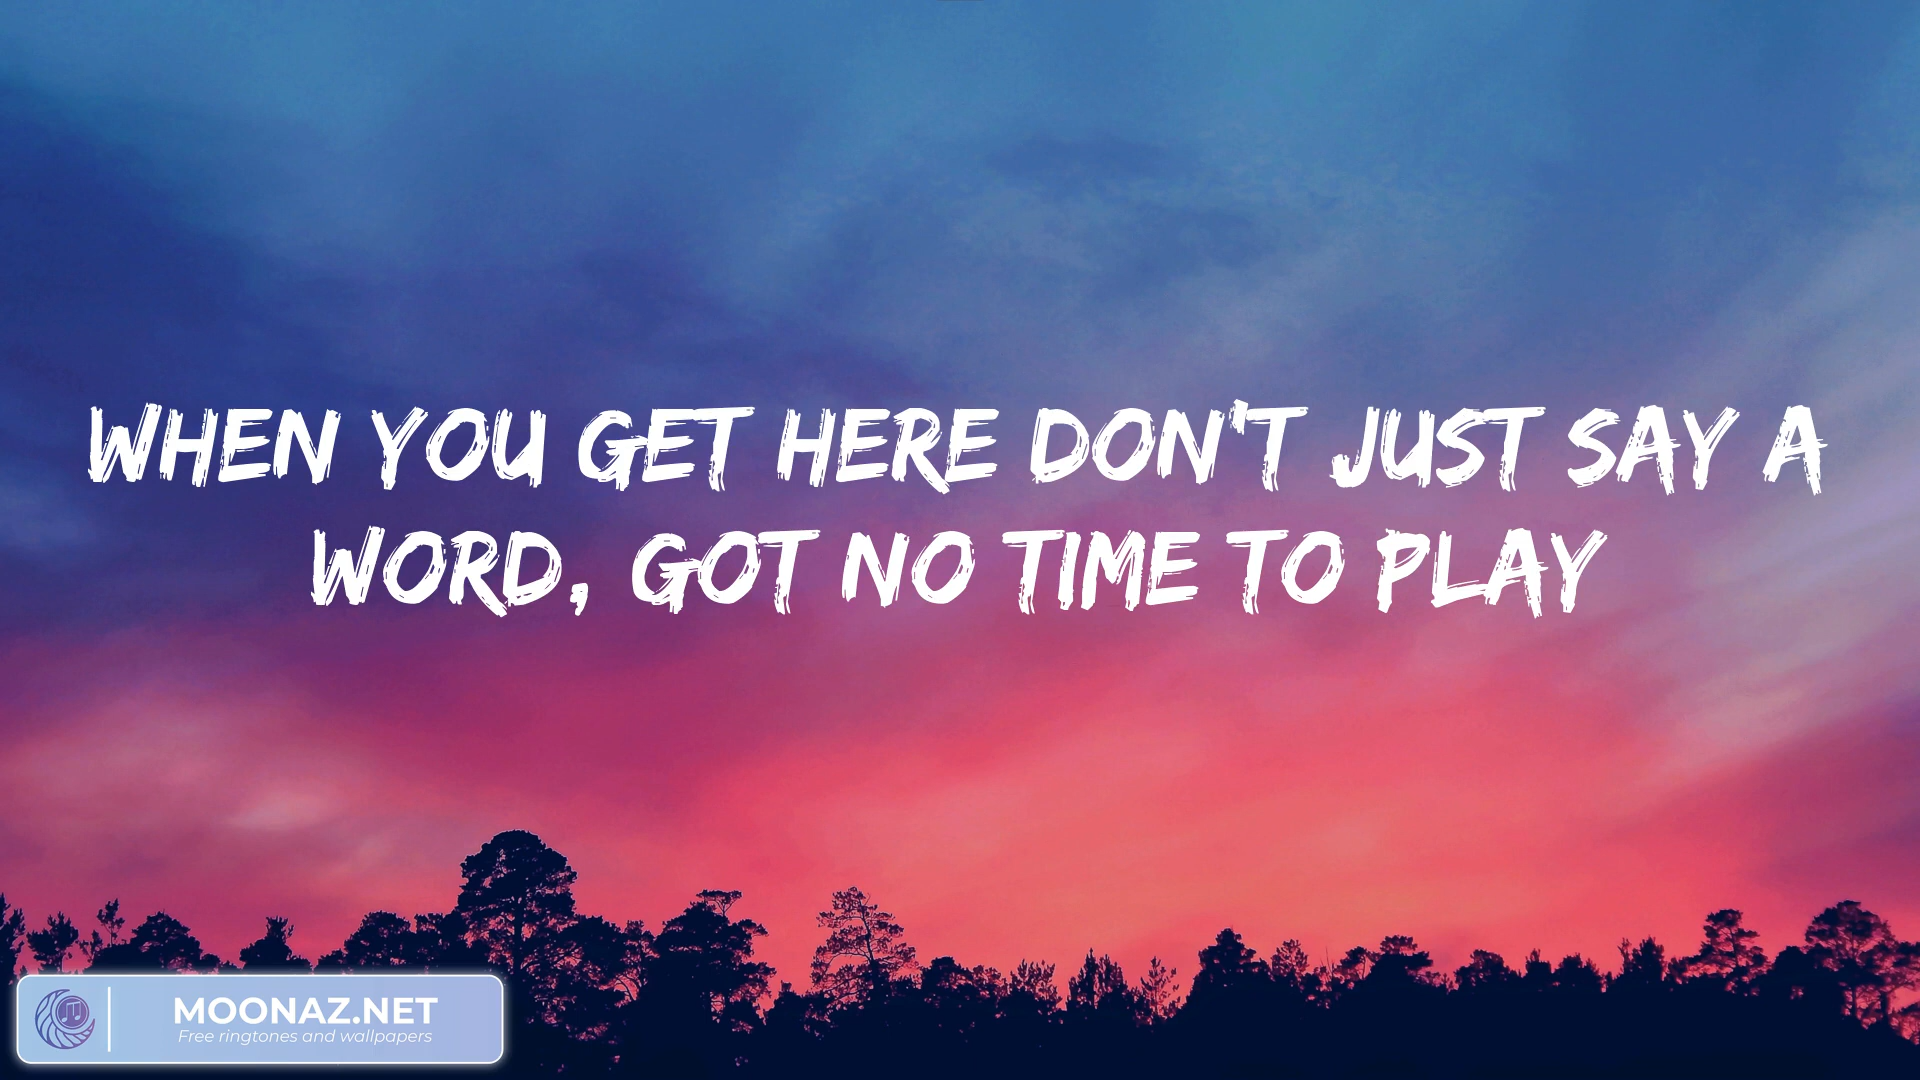 WHEN YOU GET HERE DON'T JUST SAY A
WORD, GOT NO TIME TO PLAY
MOONAZ.NET
Free ringtones and wallpapers